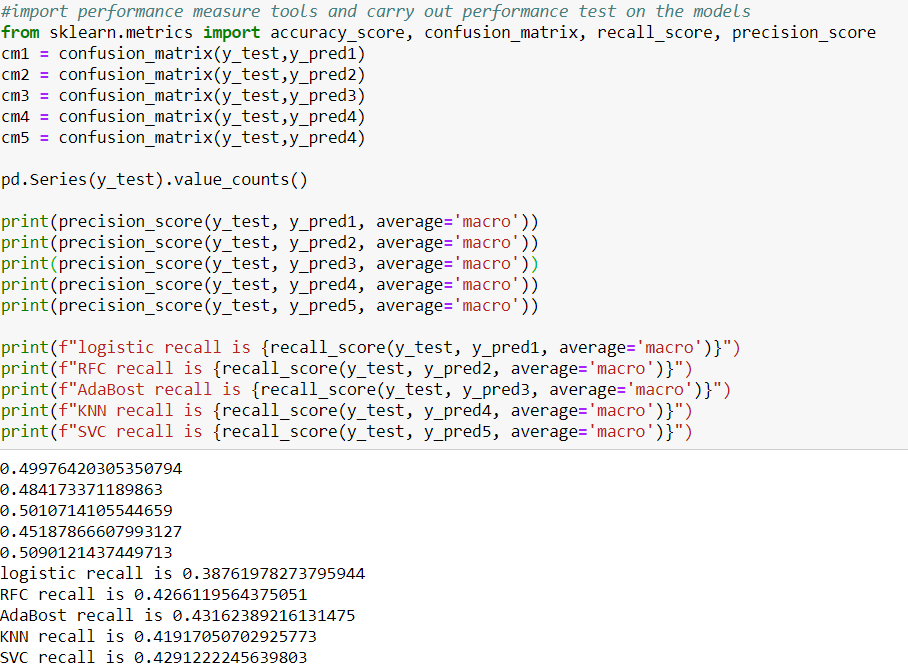 #import performance measure tools and carry out performance test on the models
from sklearn.metrics import accuracy_score, confusion_matrix, recall_score, precision_score
cm1 = confusion_matrix(y_test,y_pred1)
cm2 = confusion_matrix(y_test,y_pred2)
cm3 = confusion_matrix(y_test,y_pred3)
cm4 = confusion_matrix(y_test,y_pred4)
cm5 = confusion_matrix(y_test,y_pred4)
pd.Series(y_test).value_counts()
print(precision_score(y_test, y_pred1, average='macro'))
print(precision_score(y_test, y_pred2, average='macro'))
print(precision_score(y_test, y_pred3, average='macro'))
print(precision_score(y_test, y_pred4, average='macro'))
print(precision_score(y_test, y_pred5, average='macro'))
print(f"logistic recall is {recall_score(y_test, y_pred1, average='macro')}")
print(f"RFC recall is {recall_score(y_test, y_pred2, average='macro')}")
print(f"AdaBost recall is {recall_score(y_test, y_pred3, average='macro')}")
print(f"KNN recall is {recall_score(y_test, y_pred4, average='macro')}")
print(f"SVC recall is {recall_score(y_test, y_pred5, average='macro')}")
0.49976420305350794
0.484173371189863
0.5010714105544659
0.45187866607993127
0.5090121437449713
logistic recall is 0.38761978273795944
RFC recall is 0.4266119564375051
AdaBost recall is 0.43162389216131475
KNN recall is 0.41917050702925773
SVC recall is 0.4291222245639803